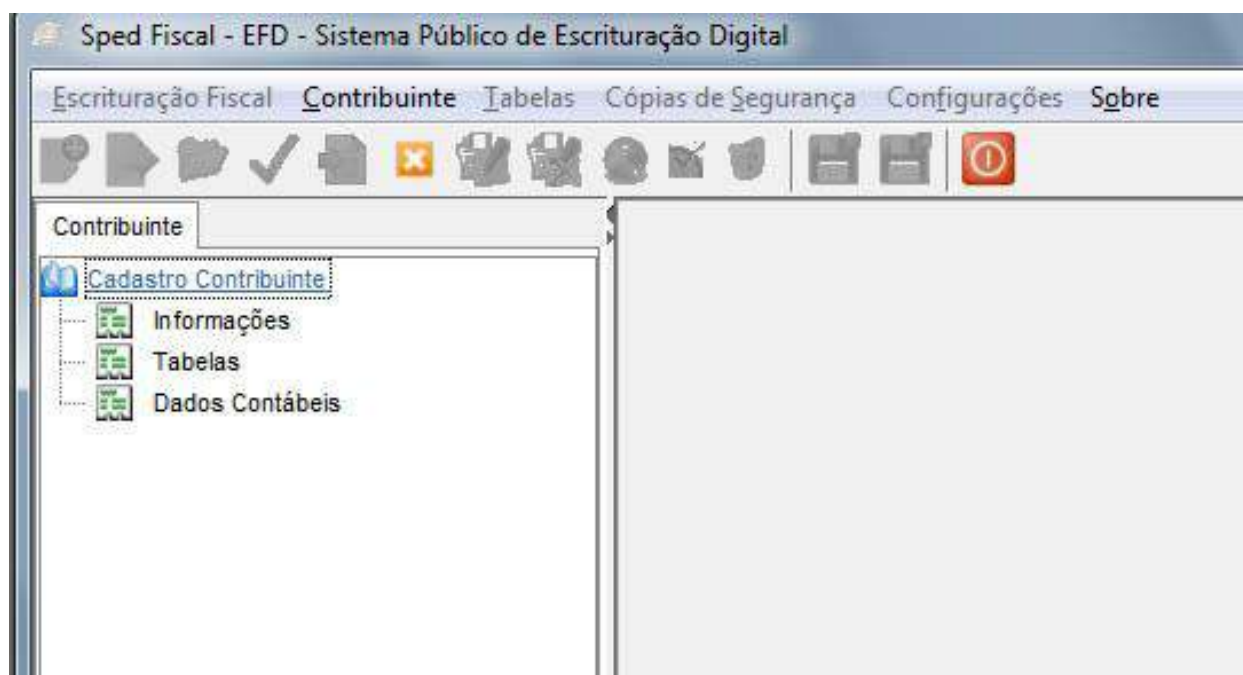 Sped Fiscal - EFD - Sistema Público de Escrituração Digital
Escrituração Fiscal Contribuinte Tabelas Cópias de Segurança Configurações Sobre
Contribuinte
Cadastro Contribuinte
Informações
Tabelas
Dados Contábeis